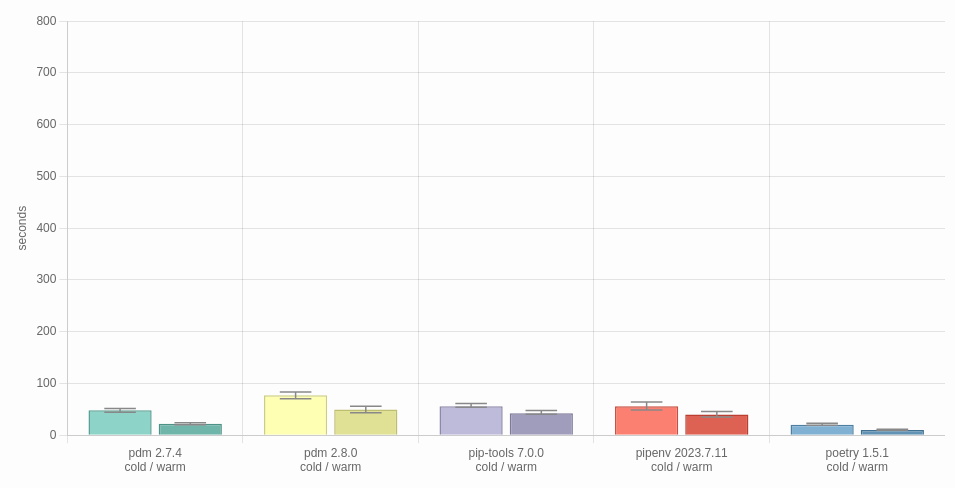 800
700
600
500
400
300
200
100
0
seconds
pdm 2.7.4
cold / warm
pdm 2.8.0
cold / warm
pip-tools 7.0.0
cold / warm
pipenv 2023.7.11
cold / warm
poetry 1.5.1
cold / warm